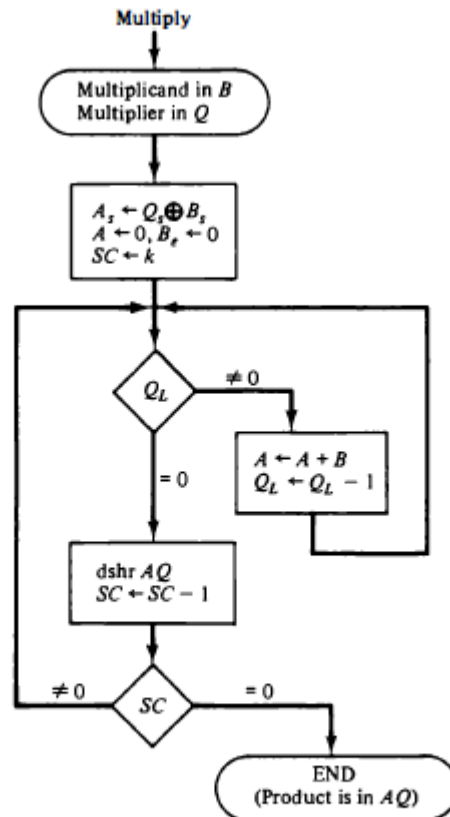 Multiply
Multiplicand in B
Multiplier in Q
A_s ← Q_s ⊕ B_s
A ← 0, B_e ← 0
SC ← k
Q_L
≠ 0
= 0
A ← A + B
Q_L ← Q_L − 1
dshr AQ
SC ← SC − 1
≠ 0
SC
= 0
END
(Product is in AQ)